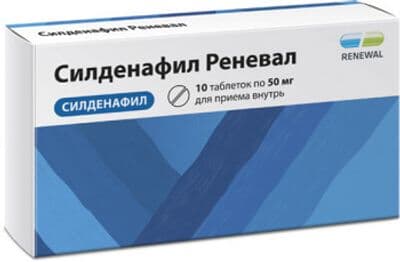 Силденафил Реневал
RENEWAL
СИЛДЕНАФИЛ
10 таблеток по 50 мг
для приема внутрь